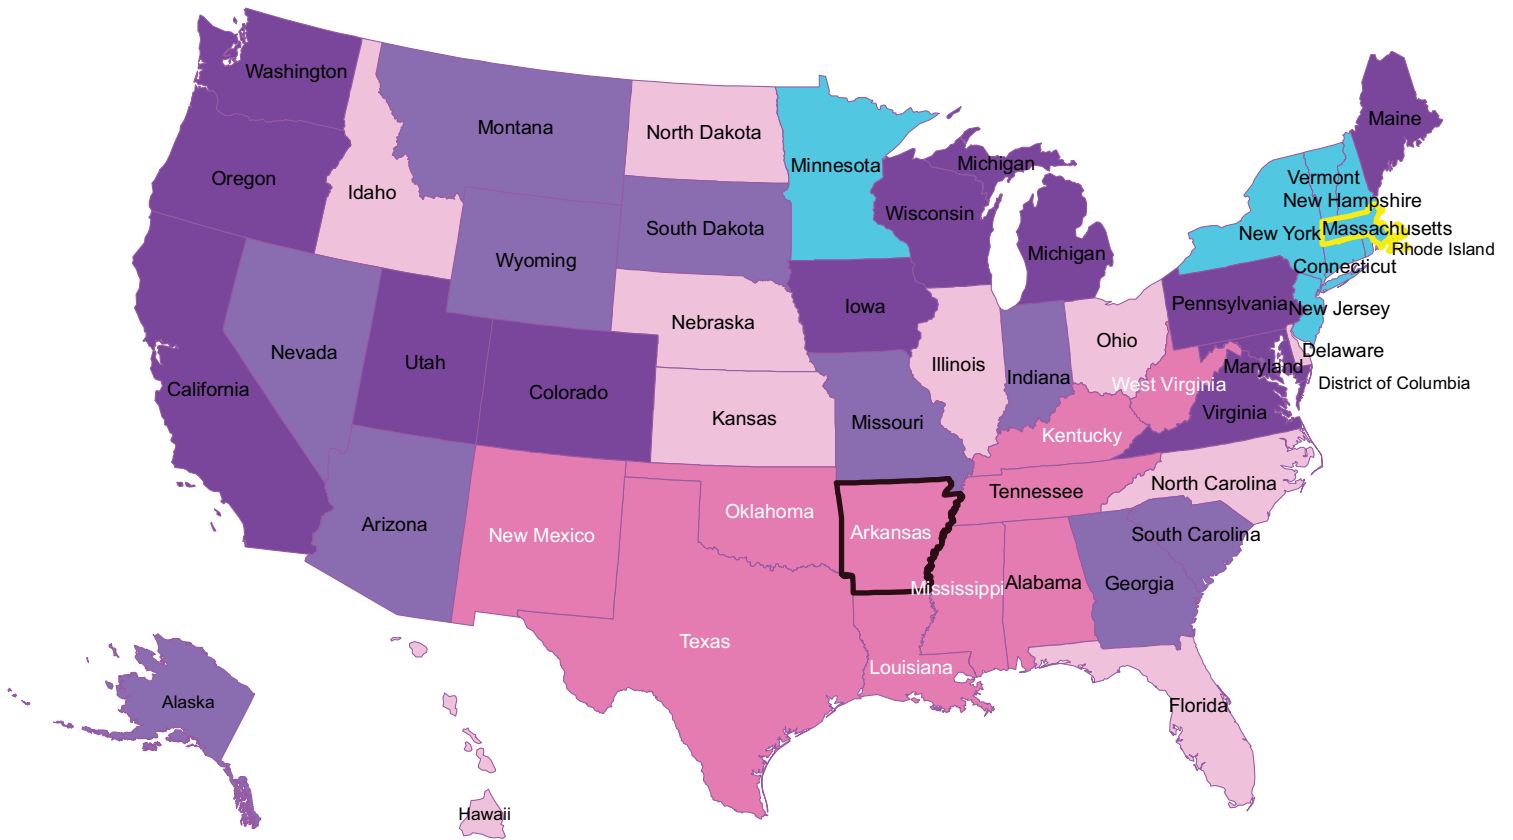 Washington
Montana
North Dakota
Minnesota
Michigan
Maine
Oregon
Idaho
Vermont
New Hampshire
Wisconsin
South Dakota
Massachusetts
New York
Rhode Island
Michigan
Wyoming
Connecticut
Pennsylvania
Iowa
New Jersey
Nebraska
Ohio
Nevada
Delaware
Utah
Illinois
Maryland
Indiana
District of Columbia
West Virginia
California
Colorado
Virginia
Kansas
Missouri
Kentucky
North Carolina
Tennessee
Oklahoma
Arizona
Arkansas
South Carolina
New Mexico
Alabama
Georgia
Mississippi
Texas
Louisiana
Alaska
Florida
Hawaii